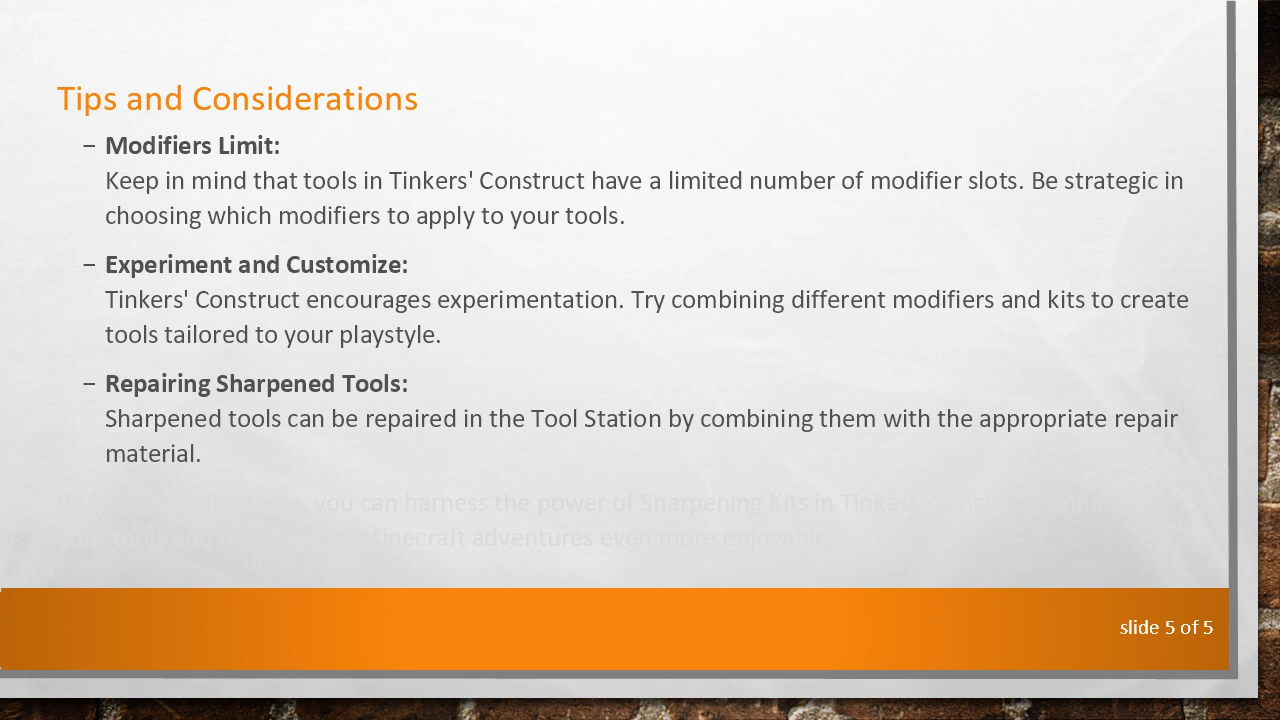 Tips and Considerations
− Modifiers Limit:
Keep in mind that tools in Tinkers' Construct have a limited number of modifier slots. Be strategic in
choosing which modifiers to apply to your tools.
− Experiment and Customize:
Tinkers' Construct encourages experimentation. Try combining different modifiers and kits to create
tools tailored to your playstyle.
− Repairing Sharpened Tools:
Sharpened tools can be repaired in the Tool Station by combining them with the appropriate repair
material.
you can harness the power of Sharpening Kits in Tinkers'
Minecraft adventures even more enjoyable.
slide 5 of 5